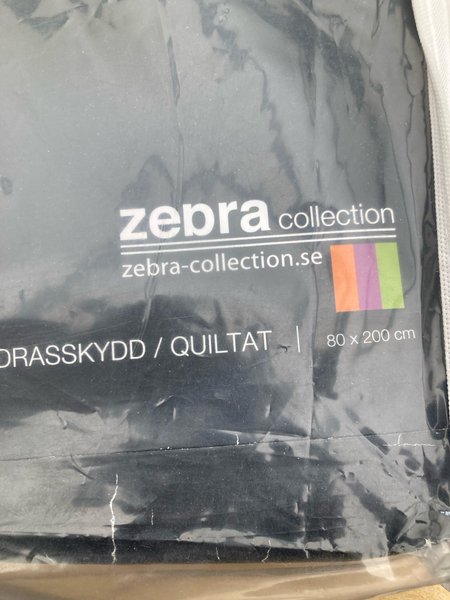 zebra collection
zebra-collection.se
DRASSKYDD / QUILTAT | 80 x 200 cm